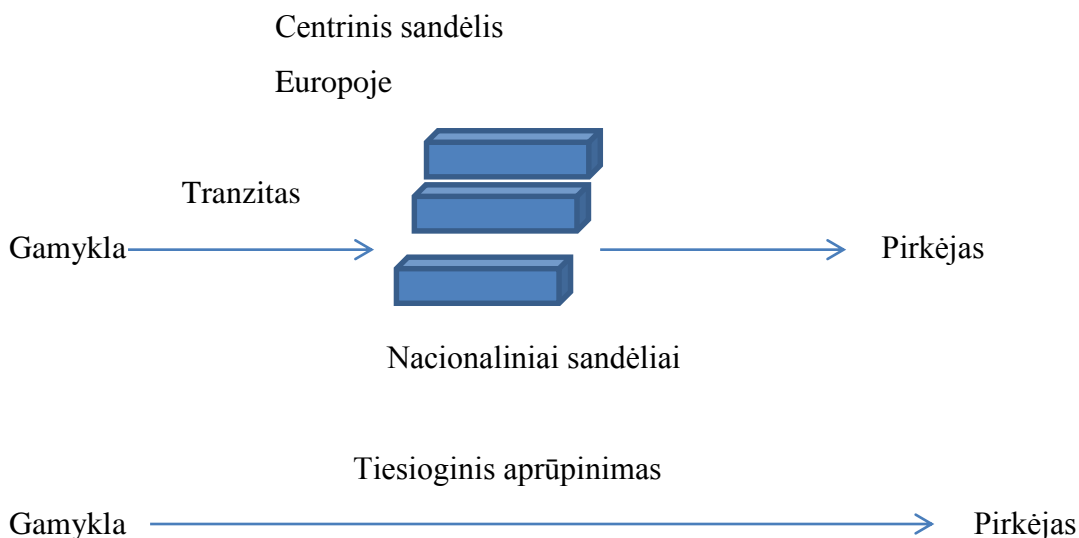 Centrinis sandėlis
Europoje
Tranzitas
Gamykla
Pirkėjas
Nacionaliniai sandėliai
Tiesioginis aprūpinimas
Gamykla
Pirkėjas